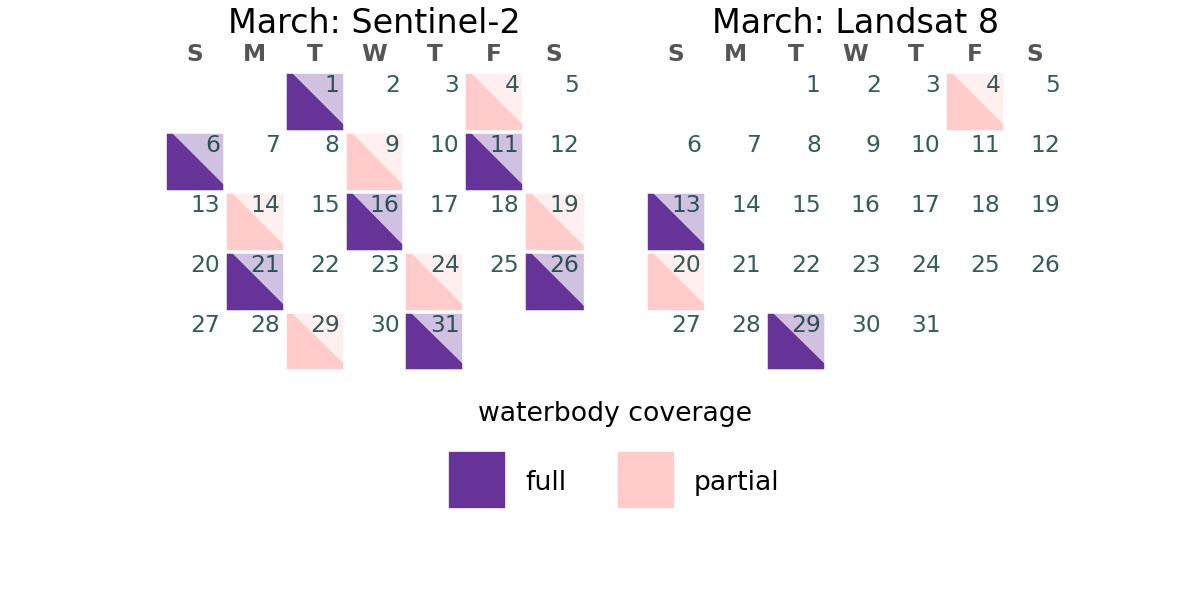 March: Sentinel-2
S M T W T F S
1 2 3 4 5
6 7 8 9 10 11 12
13 14 15 16 17 18 19
20 21 22 23 24 25 26
27 28 29 30 31
March: Landsat 8
S M T W T F S
1 2 3 4 5
6 7 8 9 10 11 12
13 14 15 16 17 18 19
20 21 22 23 24 25 26
27 28 29 30 31
waterbody coverage
full partial